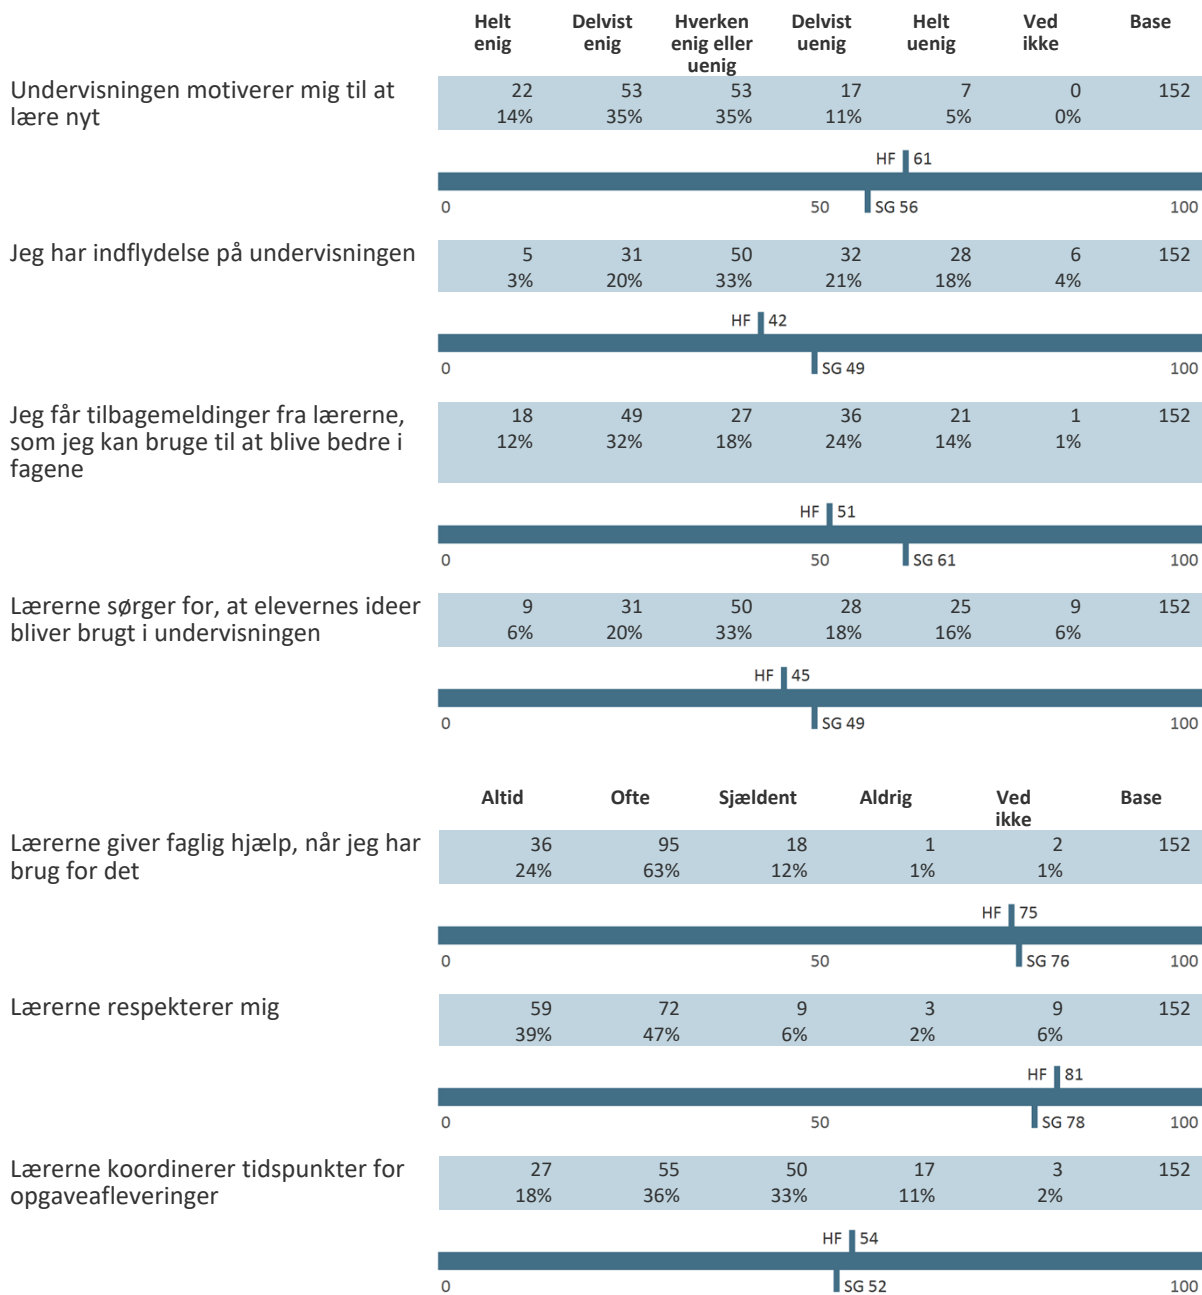 Helt enig Delvist enig Hverken enig eller uenig Delvist uenig Helt uenig Ved ikke Base
Undervisningen motiverer mig til at
lære nyt
22 53 53 17 7 0 152
14% 35% 35% 11% 5% 0%
HF 61
0 50 SG 56 100
Jeg har indflydelse på undervisningen
5 31 50 32 28 6 152
3% 20% 33% 21% 18% 4%
HF 42
0 SG 49 100
Jeg får tilbagemeldinger fra lærerne,
som jeg kan bruge til at blive bedre i
fagene
18 49 27 36 21 1 152
12% 32% 18% 24% 14% 1%
HF 51
0 50 SG 61 100
Lærerne sørger for, at elevernes ideer
bliver brugt i undervisningen
9 31 50 28 25 9 152
6% 20% 33% 18% 16% 6%
HF 45
0 SG 49 100
Altid Ofte Sjældent Aldrig Ved ikke Base
Lærerne giver faglig hjælp, når jeg har
brug for det
36 95 18 1 2 152
24% 63% 12% 1% 1%
HF 75
0 50 SG 76 100
Lærerne respekterer mig
59 72 9 3 9 152
39% 47% 6% 2% 6%
HF 81
0 50 SG 78 100
Lærerne koordinerer tidspunkter for
opgaveafleveringer
27 55 50 17 3 152
18% 36% 33% 11% 2%
HF 54
0 SG 52 100